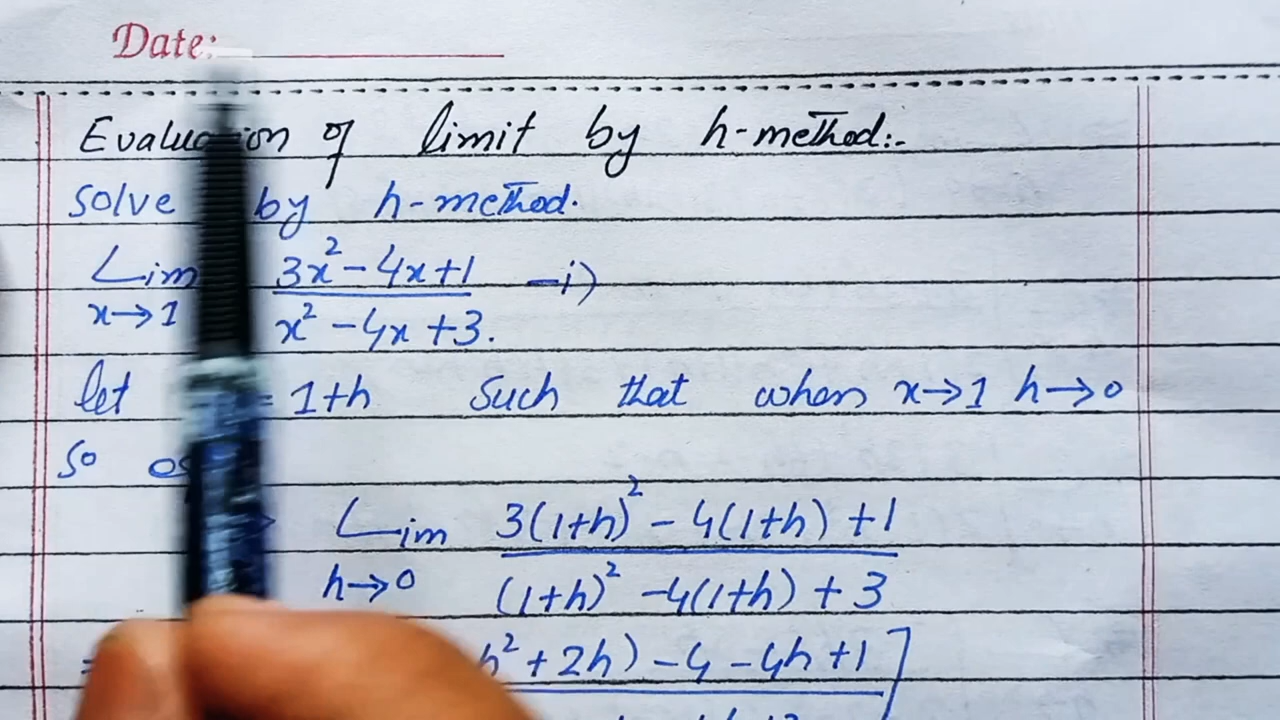 Date:
Evaluation of limit by h-method:-
Solve by h-method.
Lim 3x² - 4x + 1 -i)
x→1 x² - 4x + 3.
let = 1+h Such that when x→1 h→0
So
Lim 3(1+h)² - 4(1+h) + 1
h→0 (1+h)² - 4(1+h) + 3
h² + 2h) - 4 - 4h + 1 ]